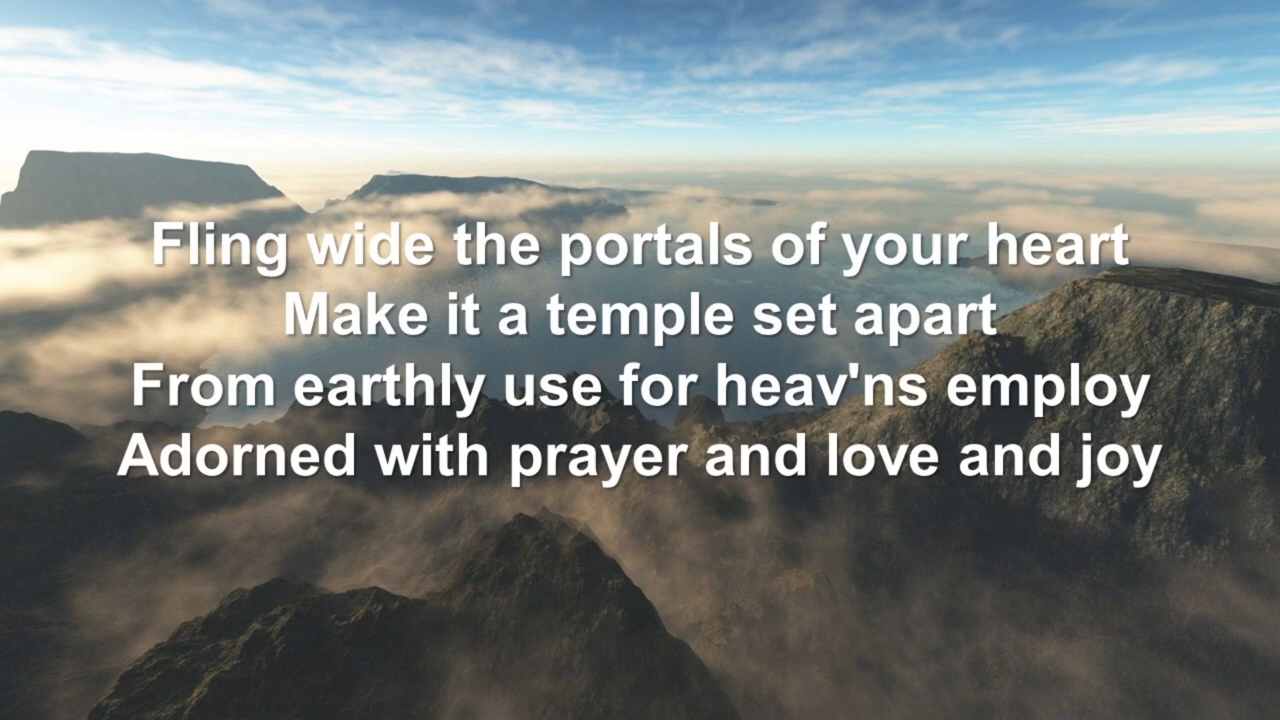 Fling wide the portals of your heart
Make it a temple set apart
From earthly use for heav'ns employ
Adorned with prayer and love and joy